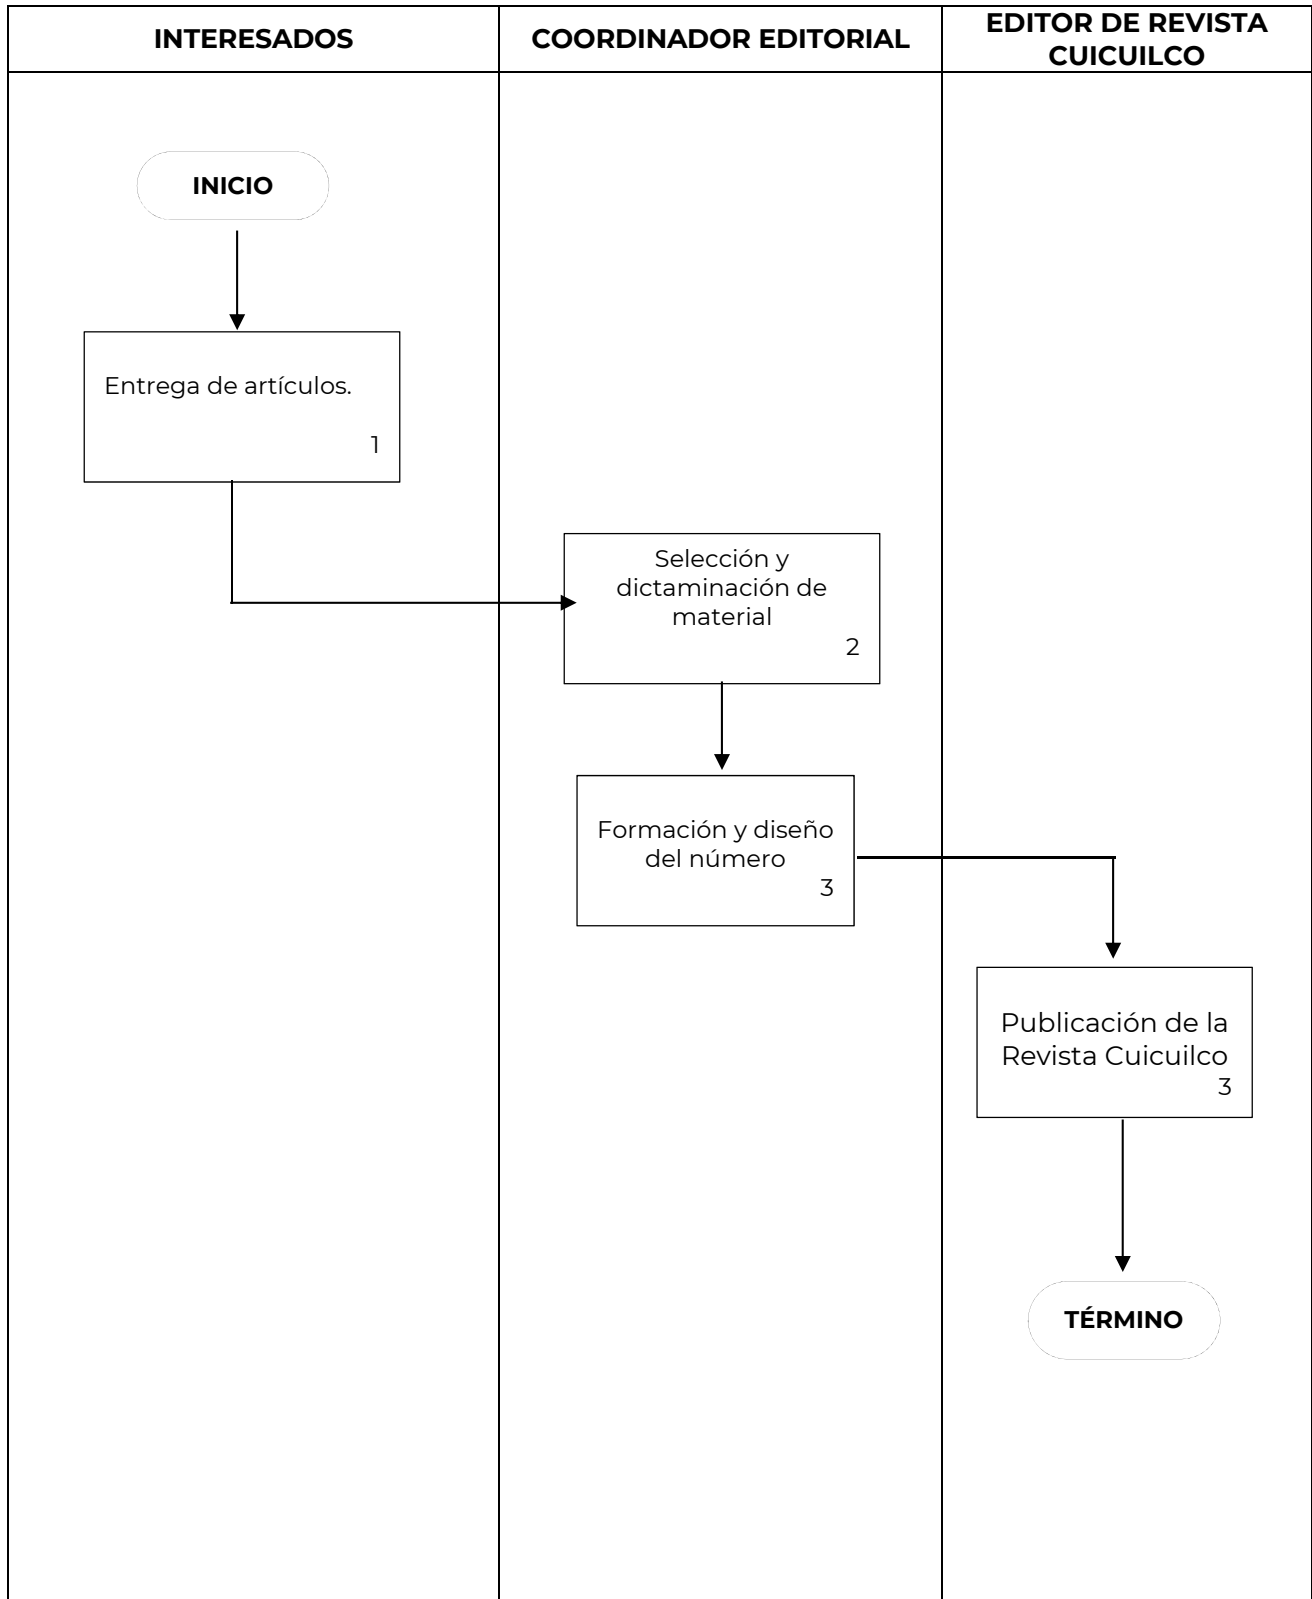 INTERESADOS
COORDINADOR EDITORIAL
EDITOR DE REVISTA
CUICUILCO
INICIO
Entrega de artículos.
1
Selección y
dictaminación de
material
2
Formación y diseño
del número
3
Publicación de la
Revista Cuicuilco
3
TÉRMINO